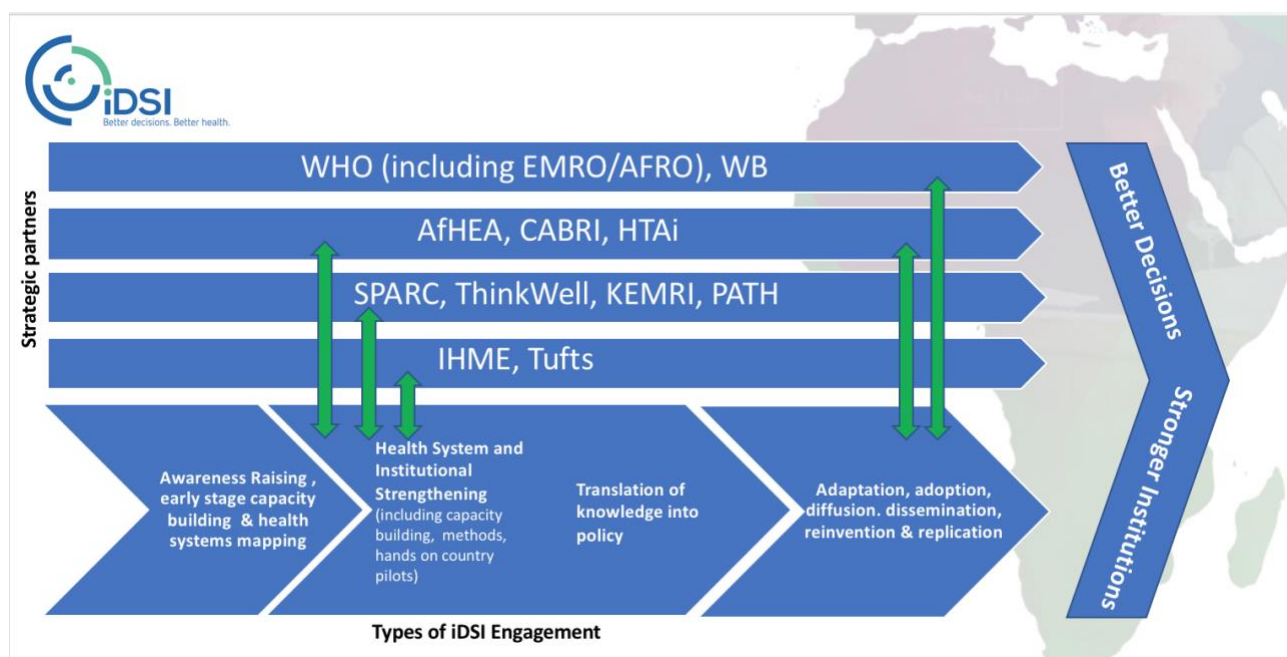 iDSI
Better decisions. Better health.
Strategic partners
WHO (including EMRO/AFRO), WB
AfHEA, CABRI, HTAi
SPARC, ThinkWell, KEMRI, PATH
IHME, Tufts
Awareness Raising ,
early stage capacity
building & health
systems mapping
Health System and
Institutional
Strengthening
(including capacity
building, methods,
hands on country
pilots)
Translation of
knowledge into
policy
Adaptation, adoption,
diffusion. dissemination,
reinvention & replication
Better Decisions
Stronger Institutions
Types of iDSI Engagement